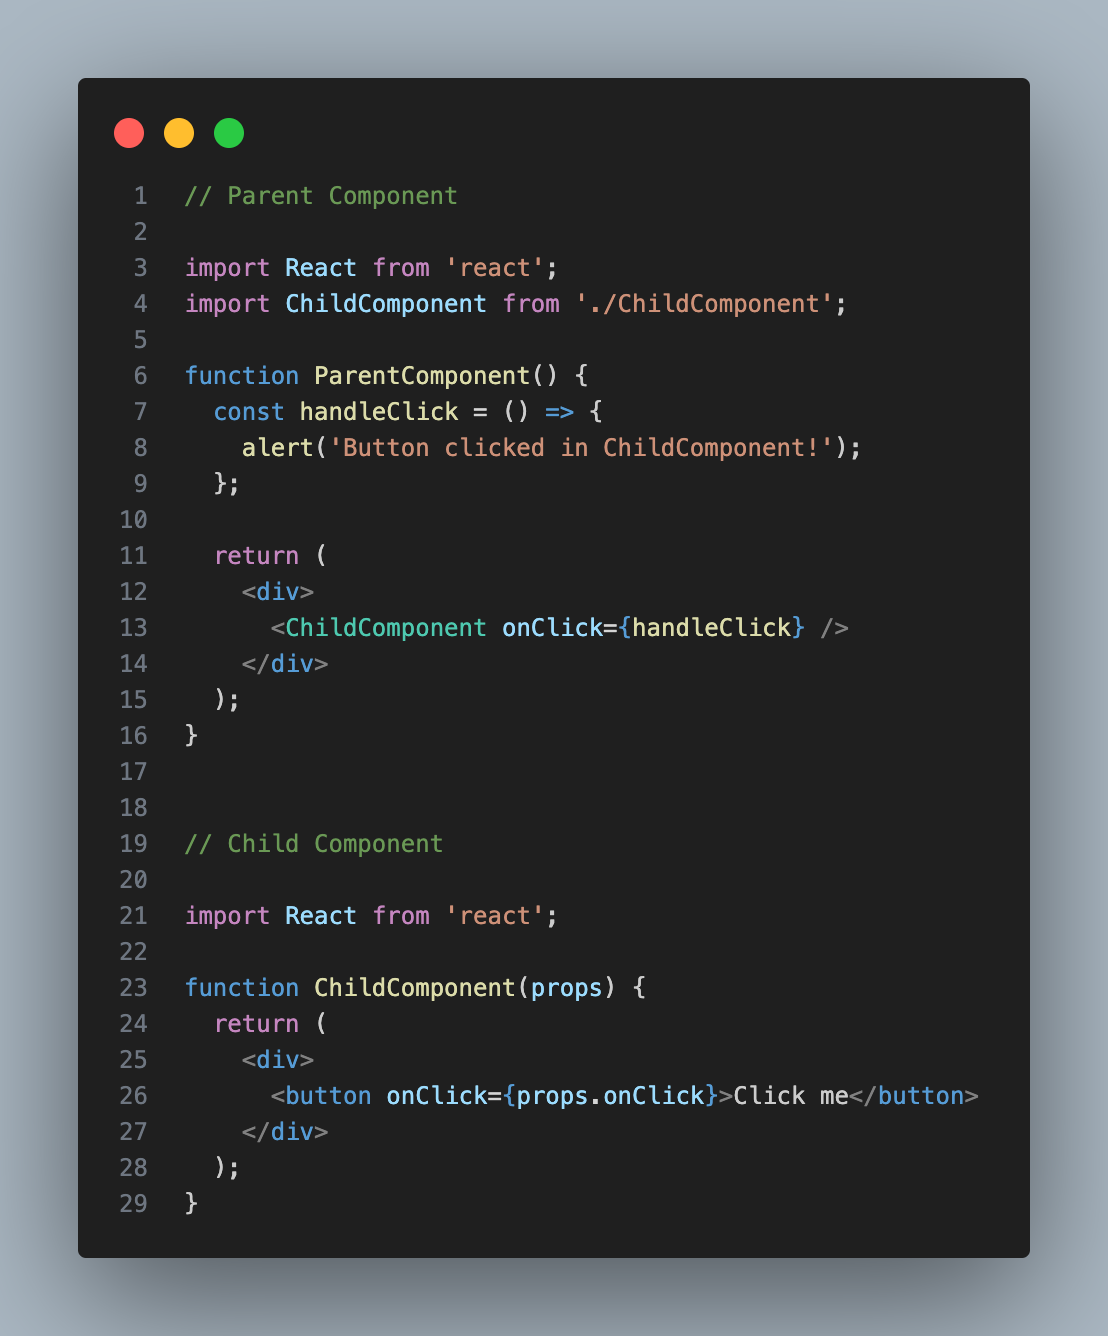 1 // Parent Component
2
3 import React from 'react';
4 import ChildComponent from './ChildComponent';
5
6 function ParentComponent() {
7   const handleClick = () => {
8     alert('Button clicked in ChildComponent!');
9   };
10
11   return (
12     <div>
13       <ChildComponent onClick={handleClick} />
14     </div>
15   );
16 }
17
18
19 // Child Component
20
21 import React from 'react';
22
23 function ChildComponent(props) {
24   return (
25     <div>
26       <button onClick={props.onClick}>Click me</button>
27     </div>
28   );
29 }